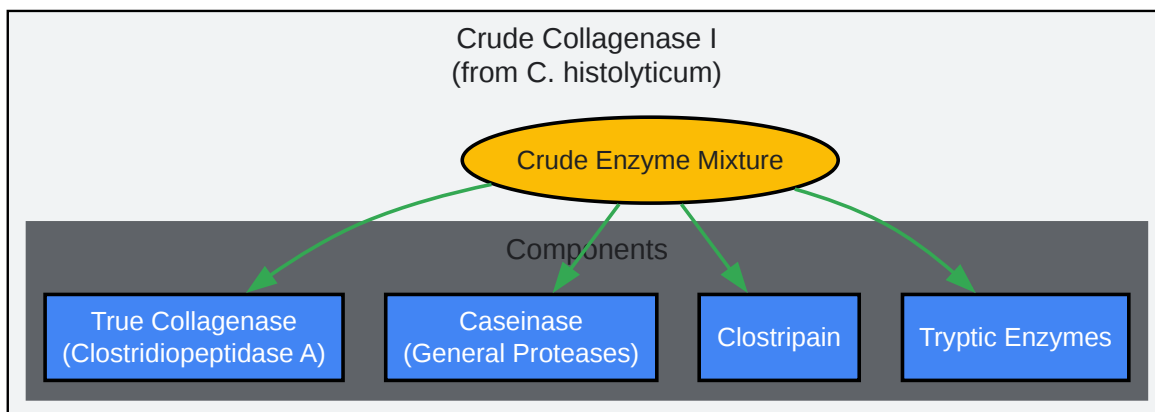 Crude Collagenase I
(from C. histolyticum)
Crude Enzyme Mixture
Components
True Collagenase
(Clostridiopeptidase A)
Caseinase
(General Proteases)
Clostripain
Tryptic Enzymes